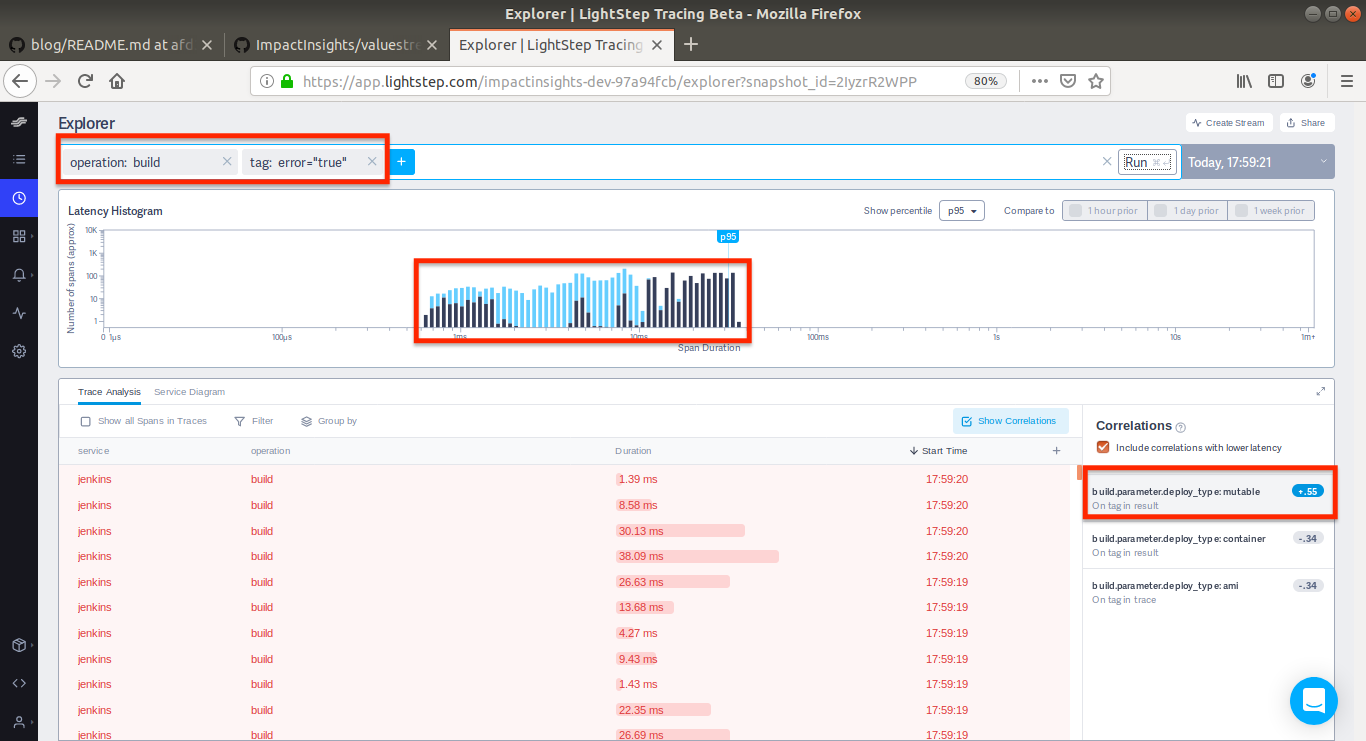 Explorer | LightStep Tracing Beta - Mozilla Firefox
blog/README.md at afd
ImpactInsights/valuestre
Explorer | LightStep Tracing
https://app.lightstep.com/impactinsights-dev-97a94fcb/explorer?snapshot_id=2IyzrR2WPP
80%
Explorer
Create Stream
Share
operation: build
tag: error="true"
+
Run
Today, 17:59:21
Latency Histogram
Show percentile
p95
Compare to
1 hour prior
1 day prior
1 week prior
Number of spans (approx)
10K
1K
100
10
1
p95
0
1µs
100µs
1ms
10ms
100ms
1s
10s
1m+
Span Duration
Trace Analysis
Service Diagram
Show all Spans in Traces
Filter
Group by
Show Correlations
service operation Duration Start Time +
jenkins build 1.39 ms 17:59:20
jenkins build 8.58 ms 17:59:20
jenkins build 30.13 ms 17:59:20
jenkins build 38.09 ms 17:59:20
jenkins build 26.63 ms 17:59:19
jenkins build 13.68 ms 17:59:19
jenkins build 4.27 ms 17:59:19
jenkins build 9.43 ms 17:59:19
jenkins build 1.43 ms 17:59:19
jenkins build 22.35 ms 17:59:19
jenkins build 26.69 ms 17:59:19
Correlations
Include correlations with lower latency
build.parameter.deploy_type: mutable +.55
On tag in result
build.parameter.deploy_type: container -.34
On tag in result
build.parameter.deploy_type: ami -.34
On tag in trace